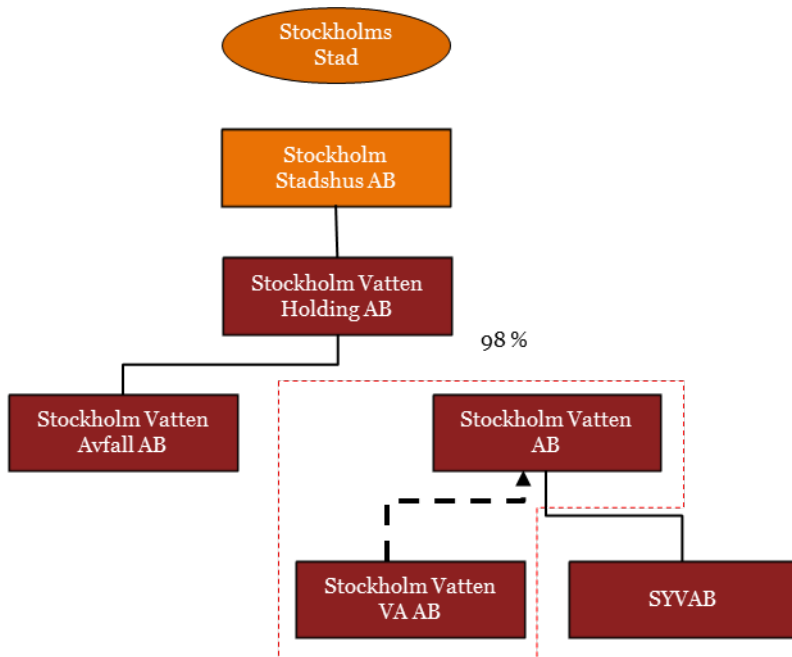 Stockholms
Stad
Stockholm
Stadshus AB
Stockholm Vatten
Holding AB
98 %
Stockholm Vatten
Avfall AB
Stockholm Vatten
AB
Stockholm Vatten
VA AB
SYVAB